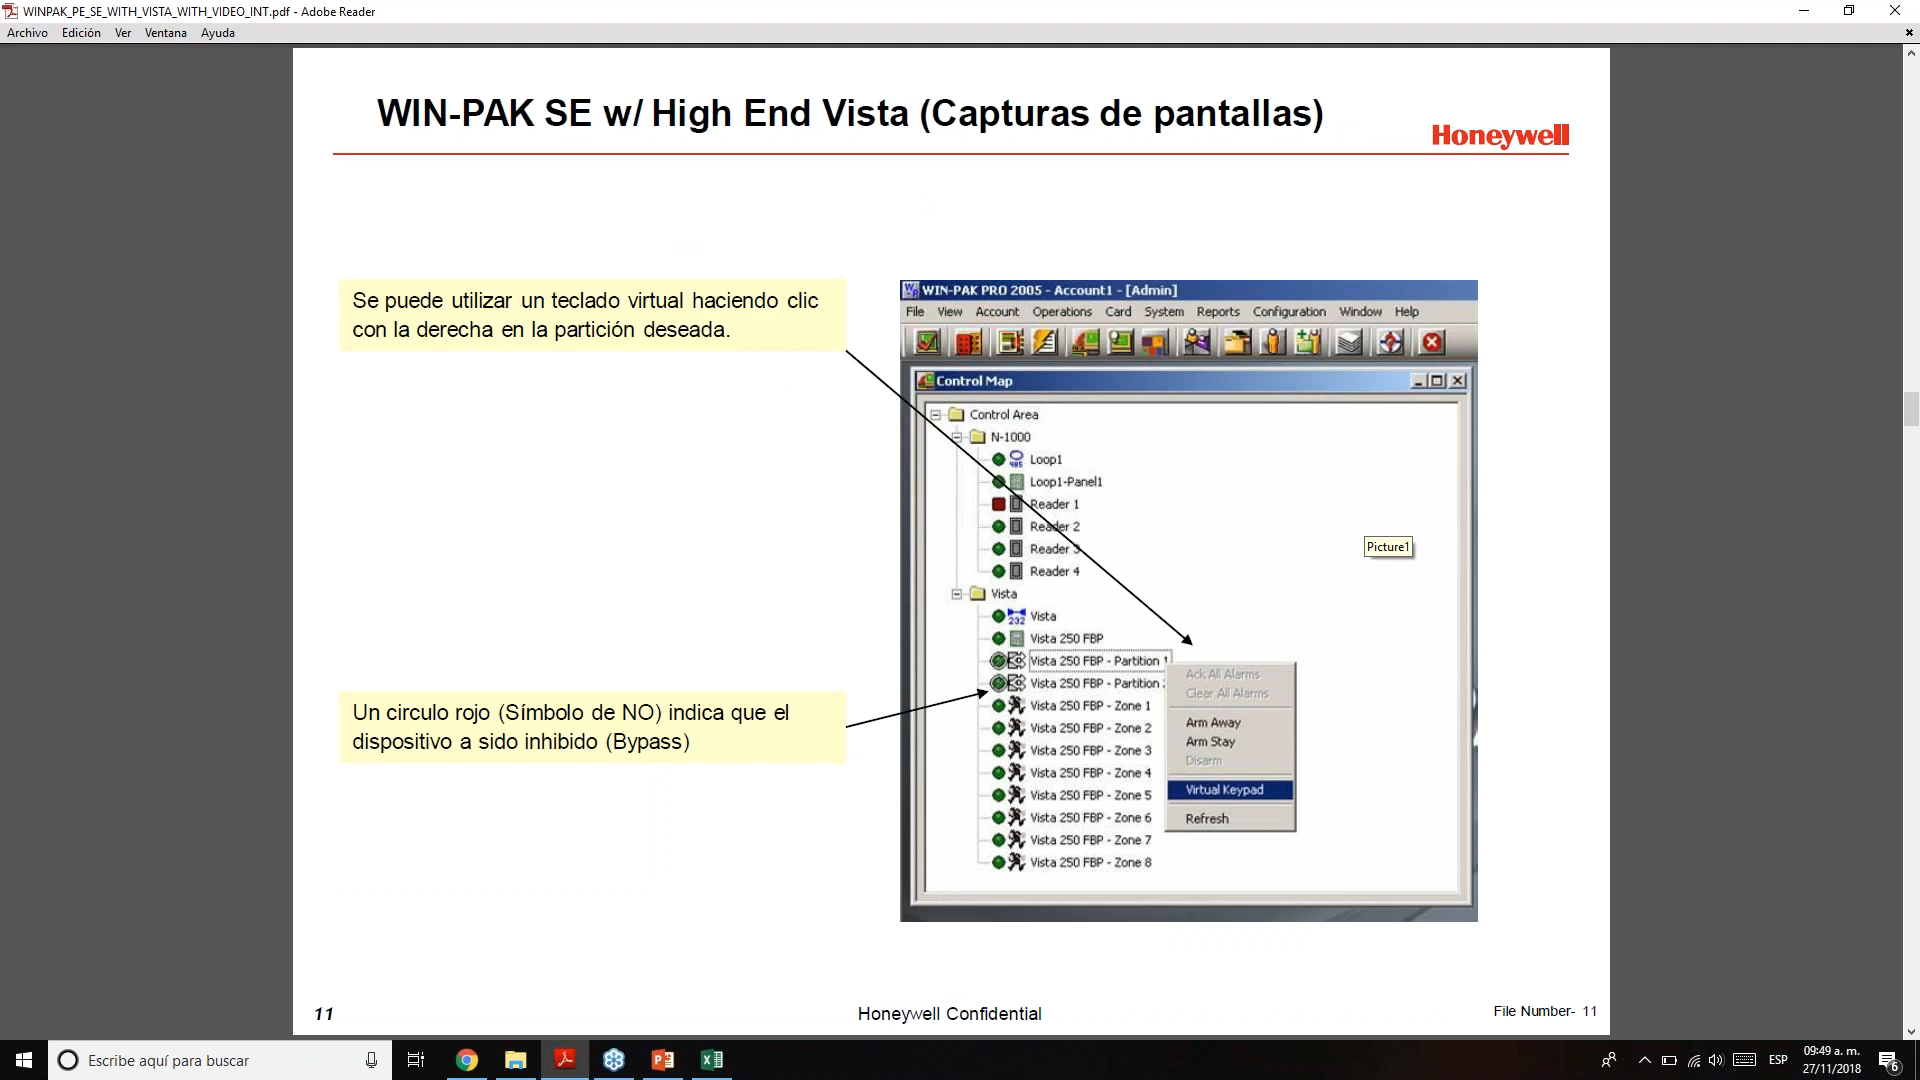 WINPAK_PE_SE_WITH_VISTA_WITH_VIDEO_INT.pdf - Adobe Reader
Archivo Edición Ver Ventana Ayuda
WIN-PAK SE w/ High End Vista (Capturas de pantallas)
Honeywell
Se puede utilizar un teclado virtual haciendo clic
con la derecha en la partición deseada.
Un circulo rojo (Símbolo de NO) indica que el
dispositivo a sido inhibido (Bypass)
WIN-PAK PRO 2005 - Account1 - [Admin]
File View Account Operations Card System Reports Configuration Window Help
Control Map
Control Area
N-1000
485 Loop1
Loop1-Panel1
Reader 1
Reader 2
Reader 3
Reader 4
Vista
232 Vista
Vista 250 FBP
Vista 250 FBP - Partition 1
Vista 250 FBP - Partition
Vista 250 FBP - Zone 1
Vista 250 FBP - Zone 2
Vista 250 FBP - Zone 3
Vista 250 FBP - Zone 4
Vista 250 FBP - Zone 5
Vista 250 FBP - Zone 6
Vista 250 FBP - Zone 7
Vista 250 FBP - Zone 8
Ack All Alarms
Clear All Alarms
Arm Away
Arm Stay
Disarm
Virtual Keypad
Refresh
Picture1
11
Honeywell Confidential
File Number- 11
Escribe aquí para buscar
ESP
09:49 a. m.
27/11/2018
6